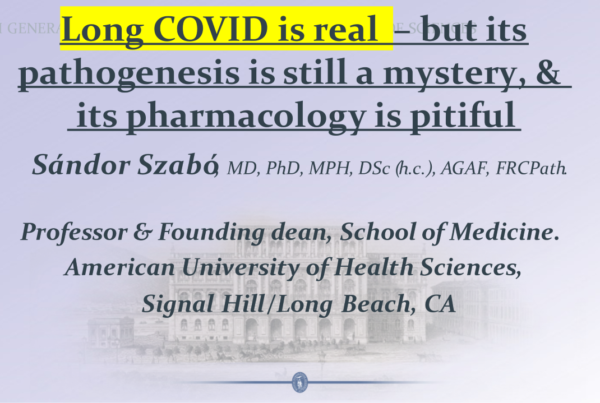 Long COVID is real – but its
pathogenesis is still a mystery, &
its pharmacology is pitiful
Sándor Szabó, MD, PhD, MPH, DSc (h.c.), AGAF, FRCPath.
Professor & Founding dean, School of Medicine.
American University of Health Sciences,
Signal Hill/Long Beach, CA